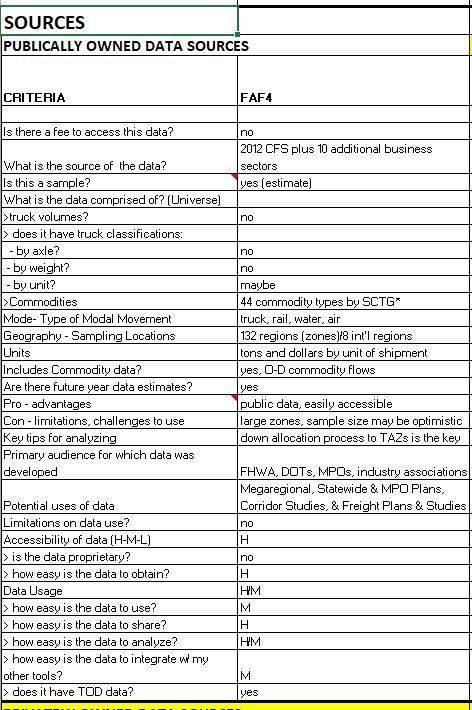 SOURCES
PUBLICALLY OWNED DATA SOURCES
CRITERIA FAF4
Is there a fee to access this data? no
2012 CFS plus 10 additional business
What is the source of the data? sectors
Is this a sample? yes (estimate)
What is the data comprised of? (Universe)
>truck volumes? no
> does it have truck classifications:
- by axle? no
- by weight? no
- by unit? maybe
>Commodities 44 commodity types by SCTG*
Mode- Type of Modal Movement truck, rail, water, air
Geography - Sampling Locations 132 regions (zones)/8 int'l regions
Units tons and dollars by unit of shipment
Includes Commodity data? yes, O-D commodity flows
Are there future year data estimates? yes
Pro - advantages public data, easily accessible
Con - limitations, challenges to use large zones, sample size may be optimistic
Key tips for analyzing down allocation process to TAZs is the key
Primary audience for which data was
developed FHWA, DOTs, MPOs, industry associations
Megaregional, Statewide & MPO Plans,
Potential uses of data Corridor Studies, & Freight Plans & Studies
Limitations on data use? no
Accessibility of data (H-M-L) H
> is the data proprietary? no
> how easy is the data to obtain? H
Data Usage H/M
> how easy is the data to use? M
> how easy is the data to share? H
> how easy is the data to analyze? H/M
> how easy is the data to integrate w/ my
other tools? M
> does it have TOD data? yes